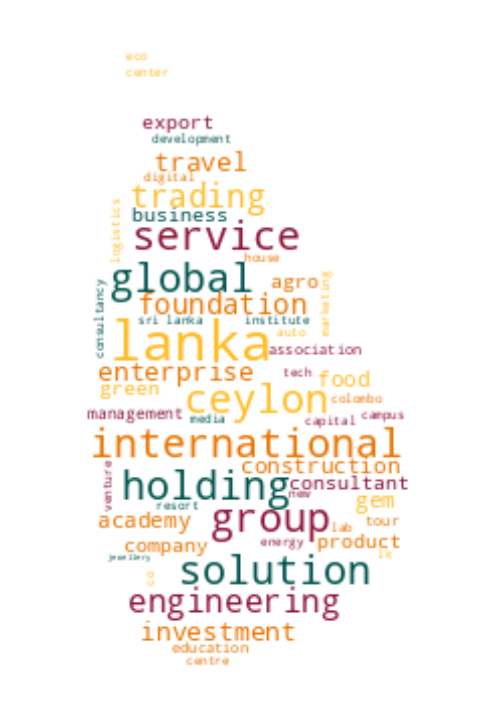 eco
center
export
development
travel
digital
trading
logistics
business
service
house
global
agro
consultancy
marketing
foundation
sri lanka institute
auto
lanka
association
enterprise
tech
food
green
ceylon
colombo
management
media
capital
campus
international
construction
venture
holding
consultant
new
gem
resort
group
academy
lab
tour
company
energy
product
lk
jewellery
solution
co
engineering
investment
education
centre